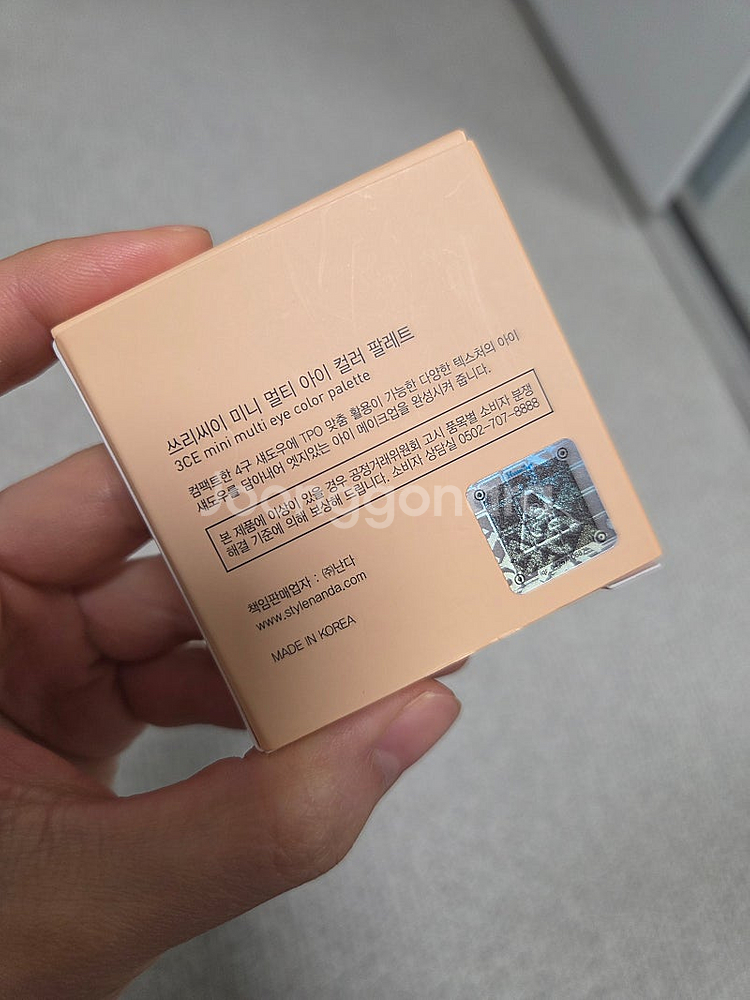 쓰리씨이 미니 멀티 아이 컬러 팔레트
3CE mini multi eye color palette
컴팩트한 4구 섀도우에 TPO 맞춤 활용이 가능한 다양한 텍스처의 아이
섀도우를 담아내어 엣지있는 아이 메이크업을 완성시켜 줍니다.
본 제품에 이상이 있을 경우 공정거래위원회 고시 품목별 소비자 분쟁
해결 기준에 의해 보상해 드립니다. 소비자 상담실 0502-707-8888
Joonggonara
책임판매업자 : ㈜난다
www.stylenanda.com
MADE IN KOREA